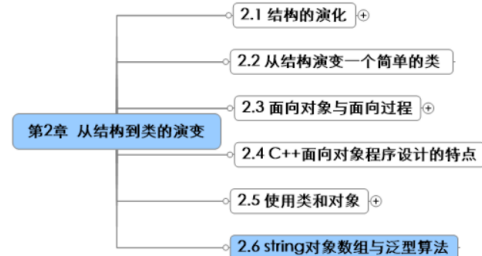 2.1 结构的演化
2.2 从结构演变一个简单的类
2.3 面向对象与面向过程
第2章 从结构到类的演变
2.4 C++面向对象程序设计的特点
2.5 使用类和对象
2.6 string对象数组与泛型算法